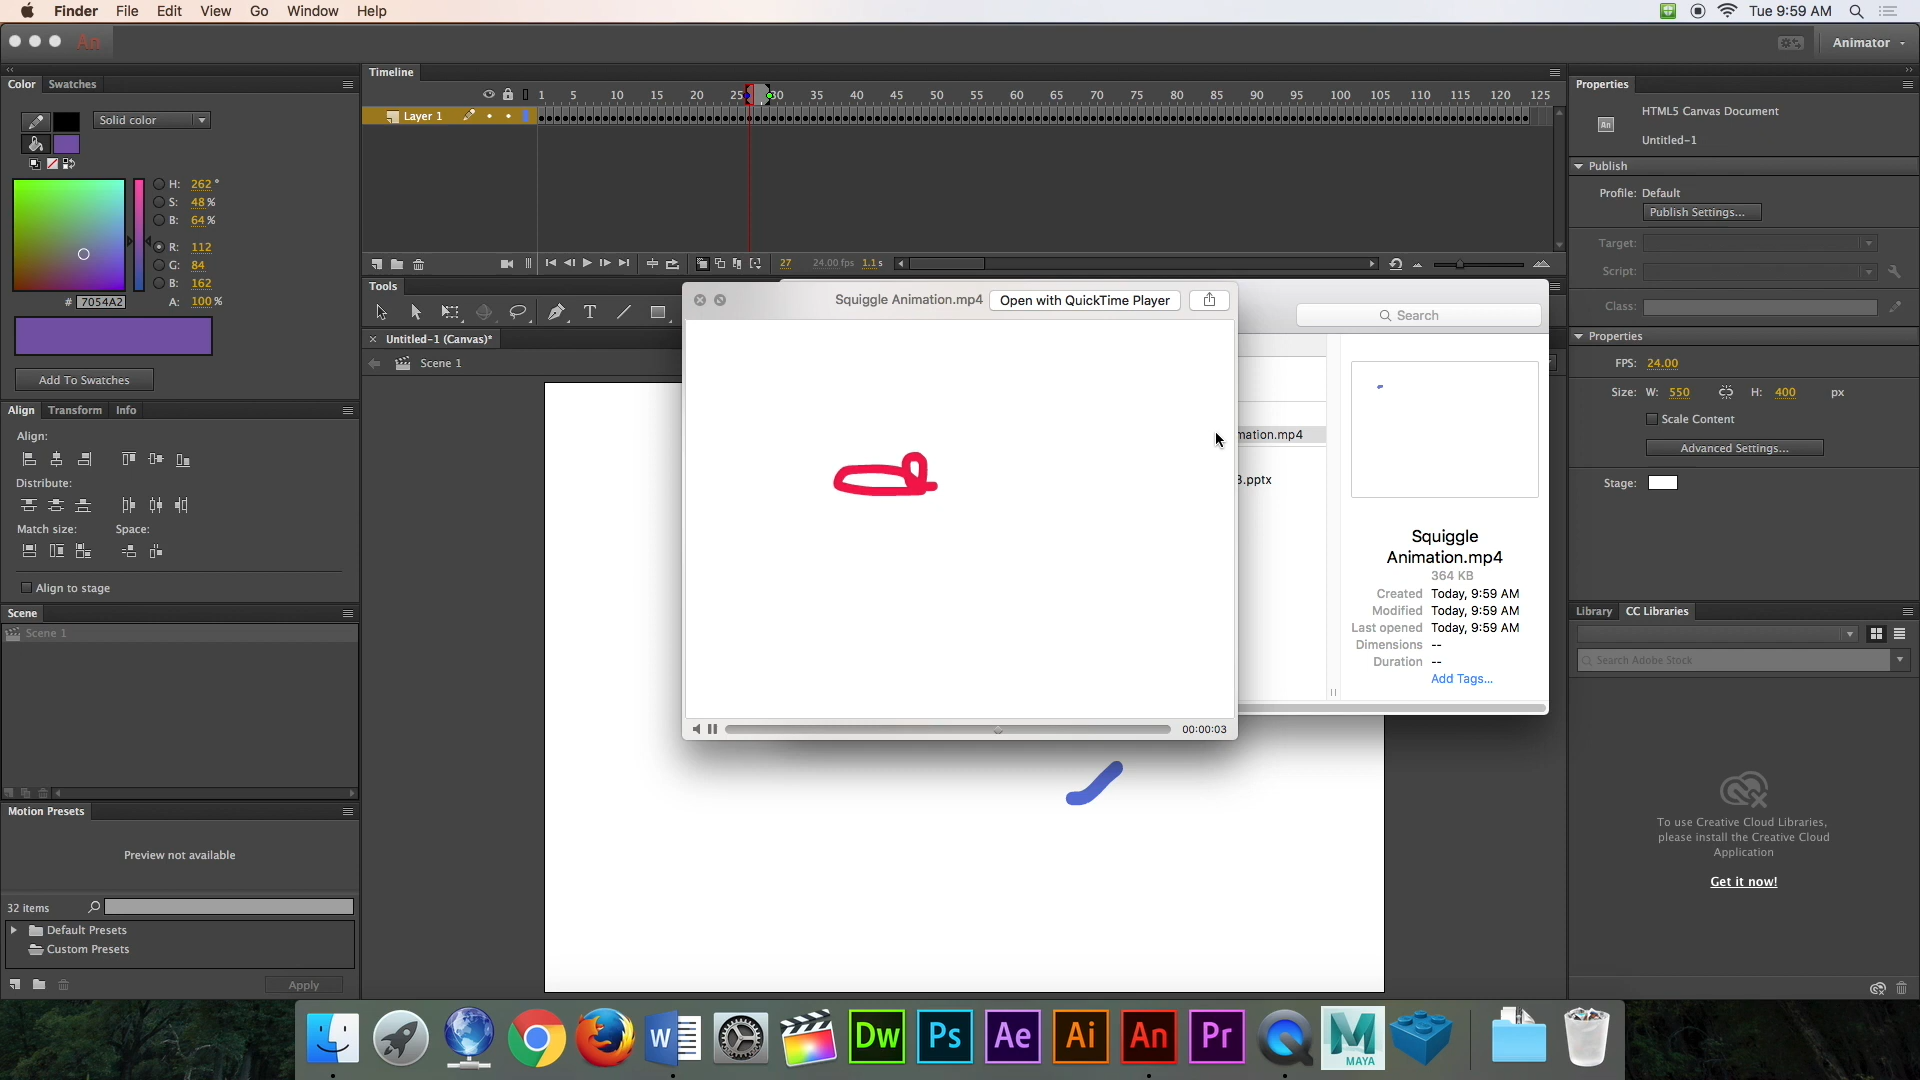 Finder File Edit View Go Window Help
Tue 9:59 AM
An
Animator
Color Swatches
Solid color
H: 262 °
S: 48 %
B: 64 %
R: 112
G: 84
B: 162
# 7054A2
A: 100 %
Add To Swatches
Align Transform Info
Align:
Distribute:
Match size: Space:
Align to stage
Scene
Scene 1
Motion Presets
Preview not available
32 items
Default Presets
Custom Presets
Apply
Timeline
1 5 10 15 20 25 30 35 40 45 50 55 60 65 70 75 80 85 90 95 100 105 110 115 120 125
Layer 1
27 24.00 fps 1.1 s
Tools
T
Untitled-1 (Canvas)*
Scene 1
Squiggle Animation.mp4 Open with QuickTime Player
00:00:03
Search
mation.mp4
.pptx
Squiggle
Animation.mp4
364 KB
Created Today, 9:59 AM
Modified Today, 9:59 AM
Last opened Today, 9:59 AM
Dimensions --
Duration --
Add Tags...
Properties
An
HTML5 Canvas Document
Untitled-1
Publish
Profile: Default
Publish Settings...
Target:
Script:
Class:
Properties
FPS: 24.00
Size: W: 550 H: 400 px
Scale Content
Advanced Settings...
Stage:
Library CC Libraries
Search Adobe Stock
To use Creative Cloud Libraries,
please install the Creative Cloud
Application
Get it now!
W Dw Ps Ae Ai An Pr M
MAYA